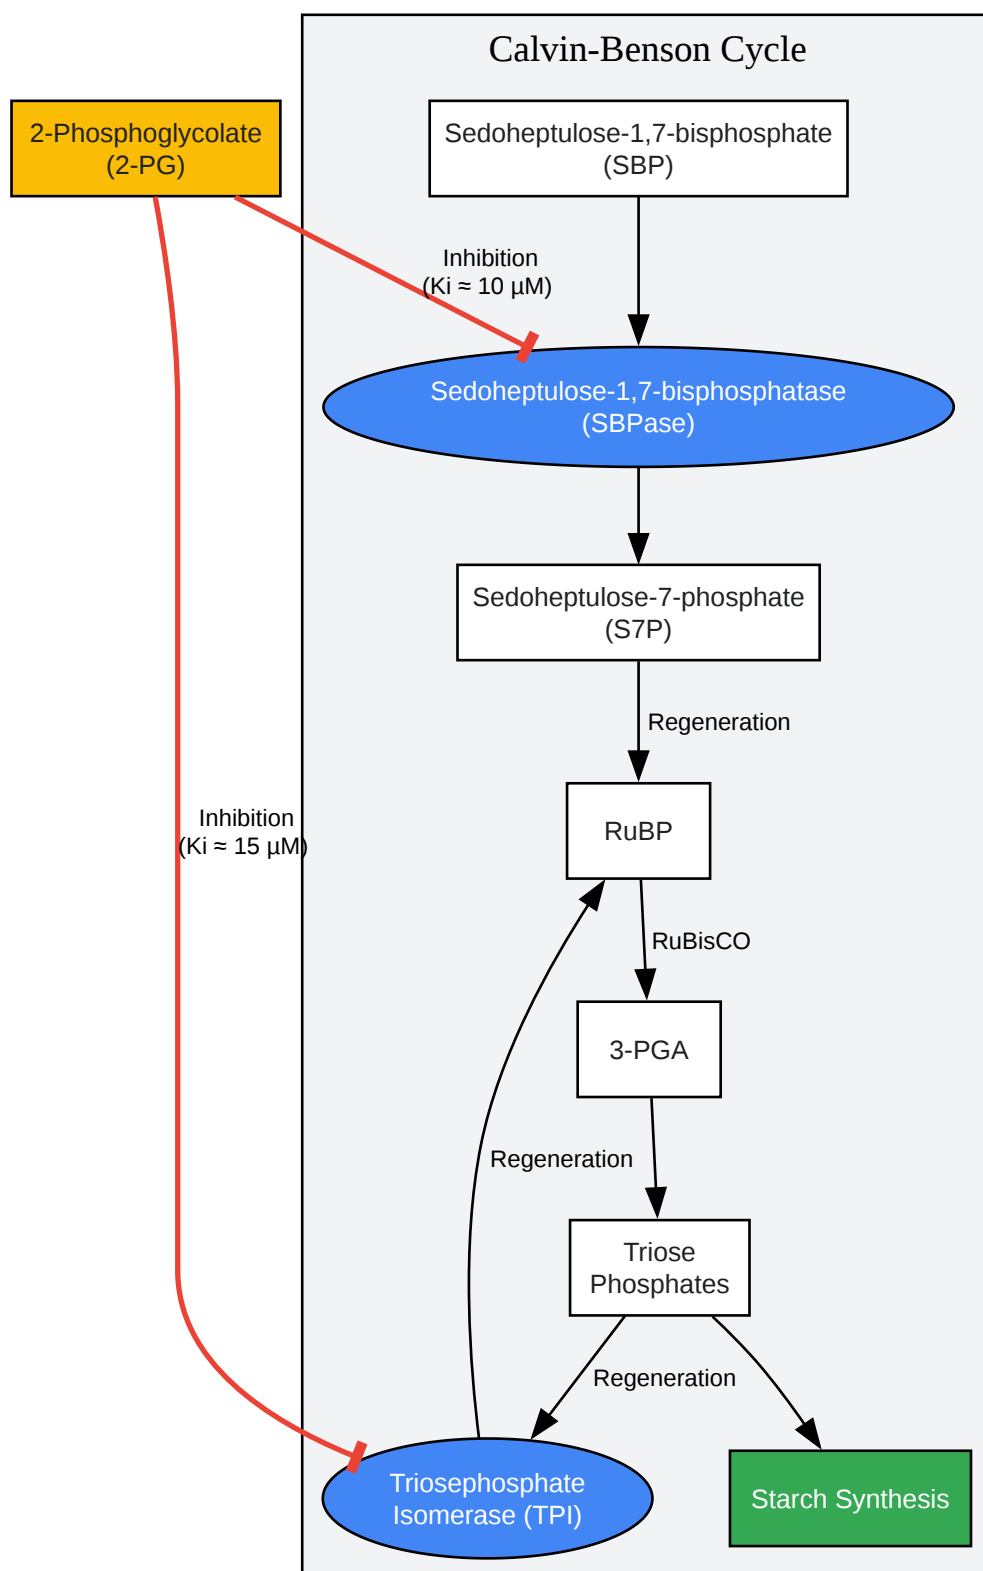 Calvin-Benson Cycle
2-Phosphoglycolate
(2-PG)
Sedoheptulose-1,7-bisphosphate
(SBP)
Inhibition
(Ki ≈ 10 µM)
Sedoheptulose-1,7-bisphosphatase
(SBPase)
Sedoheptulose-7-phosphate
(S7P)
Regeneration
RuBP
Inhibition
(Ki ≈ 15 µM)
RuBisCO
3-PGA
Regeneration
Triose
Phosphates
Regeneration
Triosephosphate
Isomerase (TPI)
Starch Synthesis